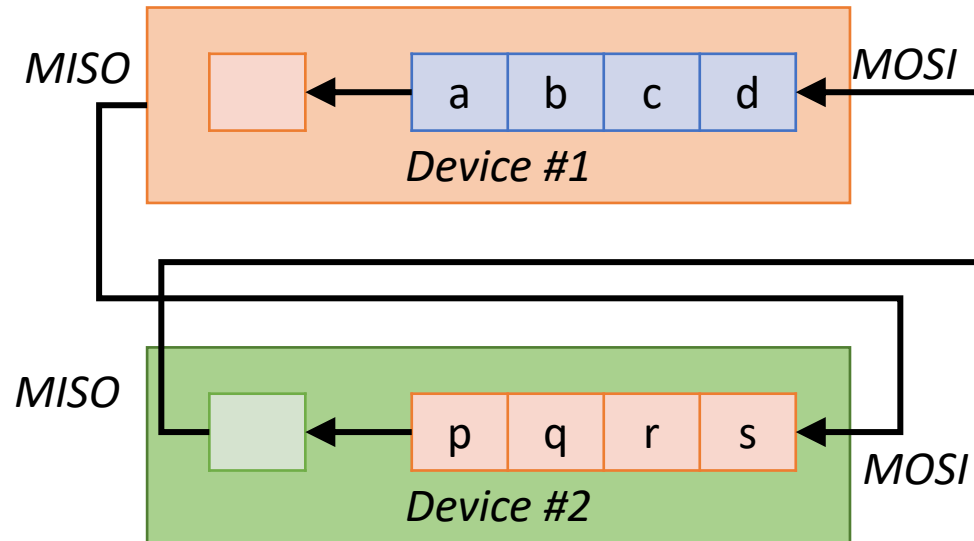 MISO
MOSI
a b c d
Device #1
MISO
p q r s
MOSI
Device #2